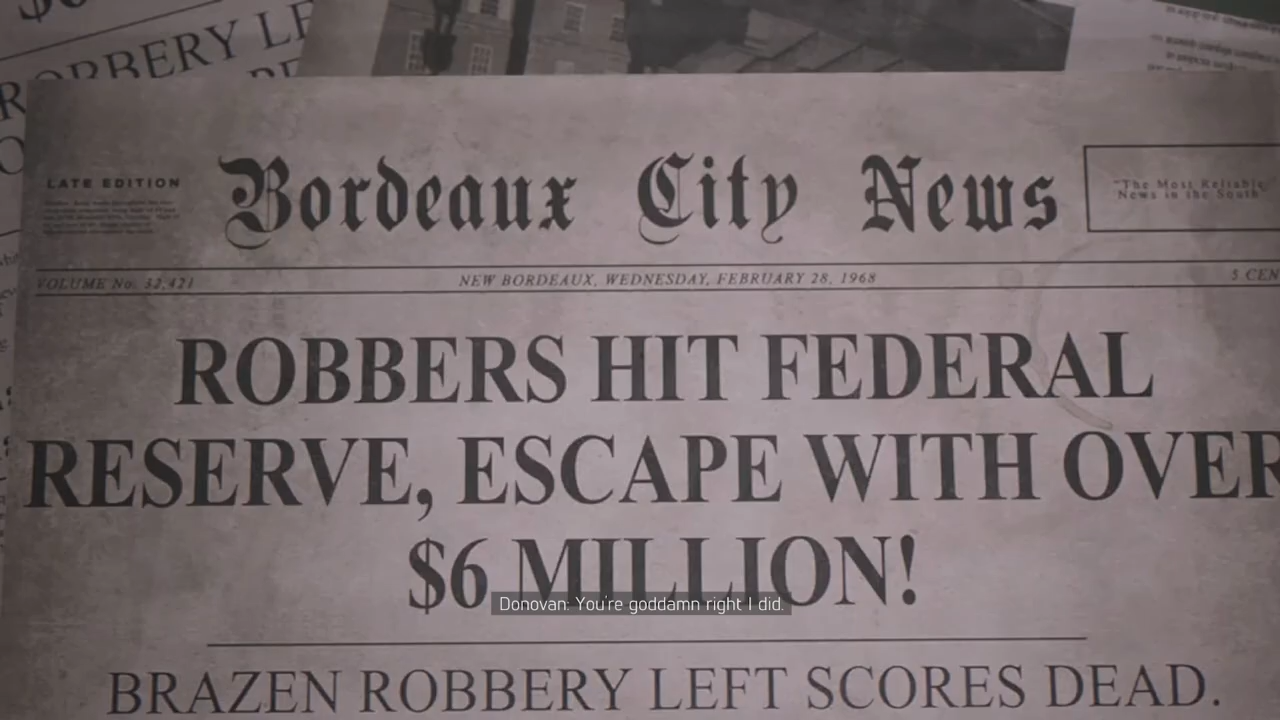 ROBBERY LE
LATE EDITION
Bordeaux City News
"The Most Reliable
News in the South"
VOLUME No. 32,421
NEW BORDEAUX, WEDNESDAY, FEBRUARY 28, 1968
5 CEN
ROBBERS HIT FEDERAL
RESERVE, ESCAPE WITH OVER
$6 MILLION!
Donovan: You're goddamn right I did.
BRAZEN ROBBERY LEFT SCORES DEAD.